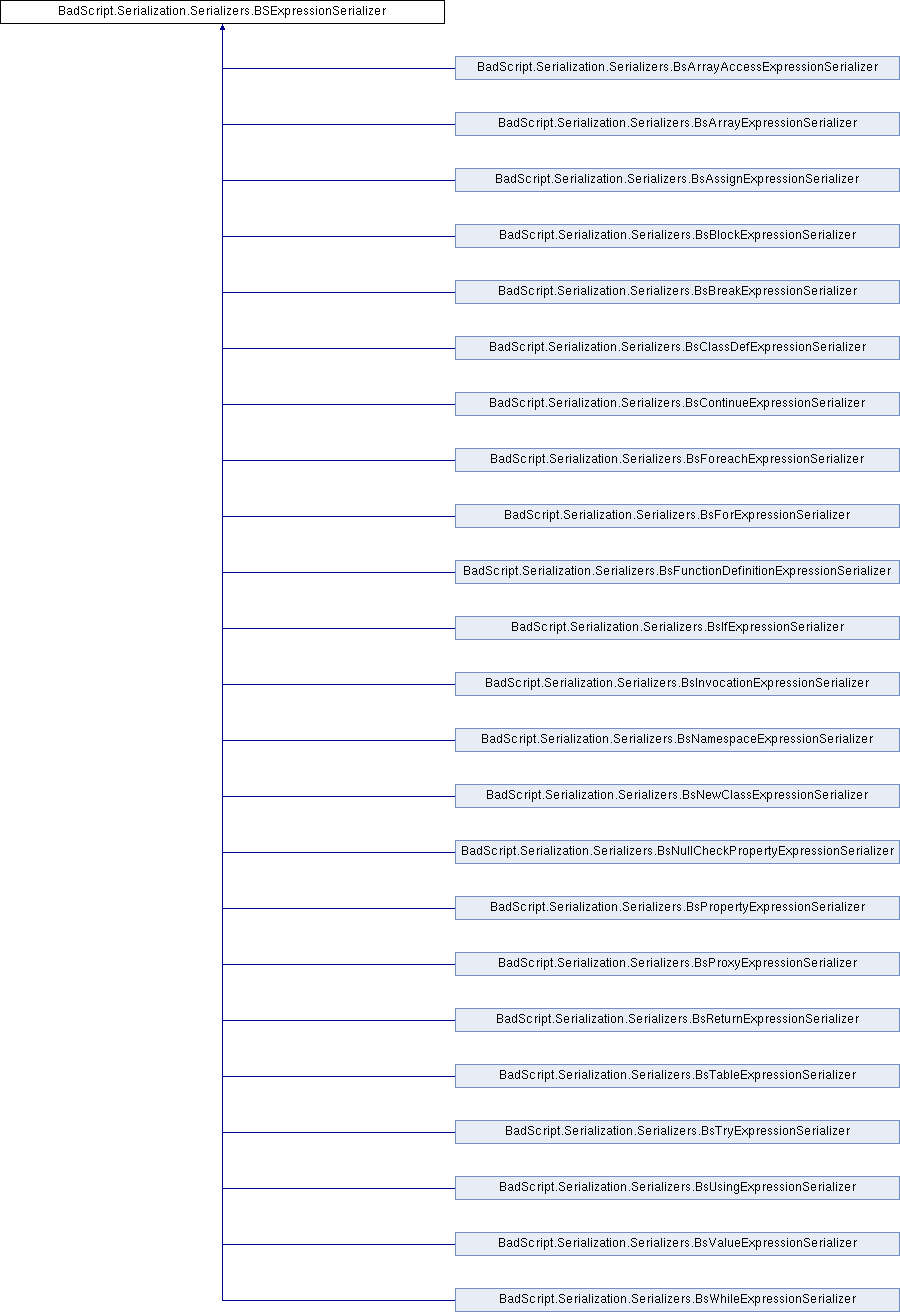 BadScript.Serialization.Serializers.BSExpressionSerializer
BadScript.Serialization.Serializers.BsArrayAccessExpressionSerializer
BadScript.Serialization.Serializers.BsArrayExpressionSerializer
BadScript.Serialization.Serializers.BsAssignExpressionSerializer
BadScript.Serialization.Serializers.BsBlockExpressionSerializer
BadScript.Serialization.Serializers.BsBreakExpressionSerializer
BadScript.Serialization.Serializers.BsClassDefExpressionSerializer
BadScript.Serialization.Serializers.BsContinueExpressionSerializer
BadScript.Serialization.Serializers.BsForeachExpressionSerializer
BadScript.Serialization.Serializers.BsForExpressionSerializer
BadScript.Serialization.Serializers.BsFunctionDefinitionExpressionSerializer
BadScript.Serialization.Serializers.BsIfExpressionSerializer
BadScript.Serialization.Serializers.BsInvocationExpressionSerializer
BadScript.Serialization.Serializers.BsNamespaceExpressionSerializer
BadScript.Serialization.Serializers.BsNewClassExpressionSerializer
BadScript.Serialization.Serializers.BsNullCheckPropertyExpressionSerializer
BadScript.Serialization.Serializers.BsPropertyExpressionSerializer
BadScript.Serialization.Serializers.BsProxyExpressionSerializer
BadScript.Serialization.Serializers.BsReturnExpressionSerializer
BadScript.Serialization.Serializers.BsTableExpressionSerializer
BadScript.Serialization.Serializers.BsTryExpressionSerializer
BadScript.Serialization.Serializers.BsUsingExpressionSerializer
BadScript.Serialization.Serializers.BsValueExpressionSerializer
BadScript.Serialization.Serializers.BsWhileExpressionSerializer